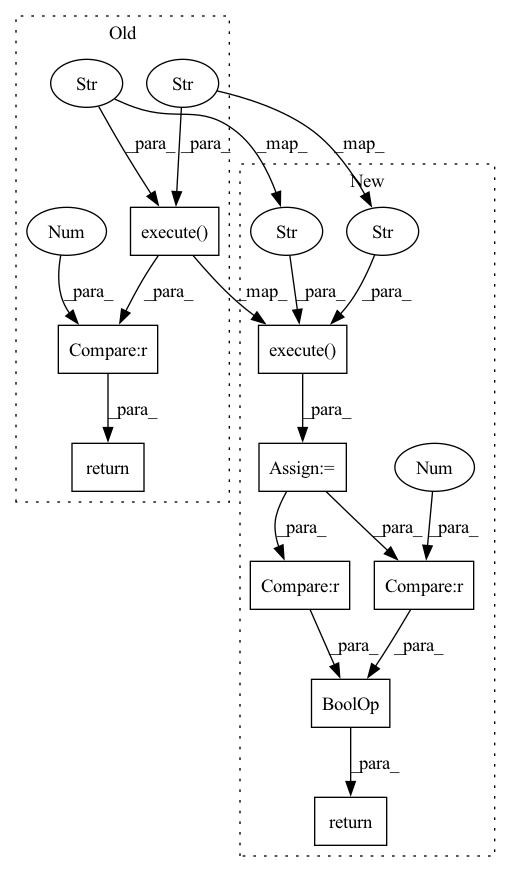 Old
Str
Str
_para_
_para_
_map_
_map_
New
Num
execute()
Str
Str
_para_
_para_
_map_
_para_
_para_
Compare:r
execute()
_para_
_para_
return
Assign:=
Num
_para_
_para_
_para_
Compare:r
Compare:r
_para_
_para_
BoolOp
_para_
return